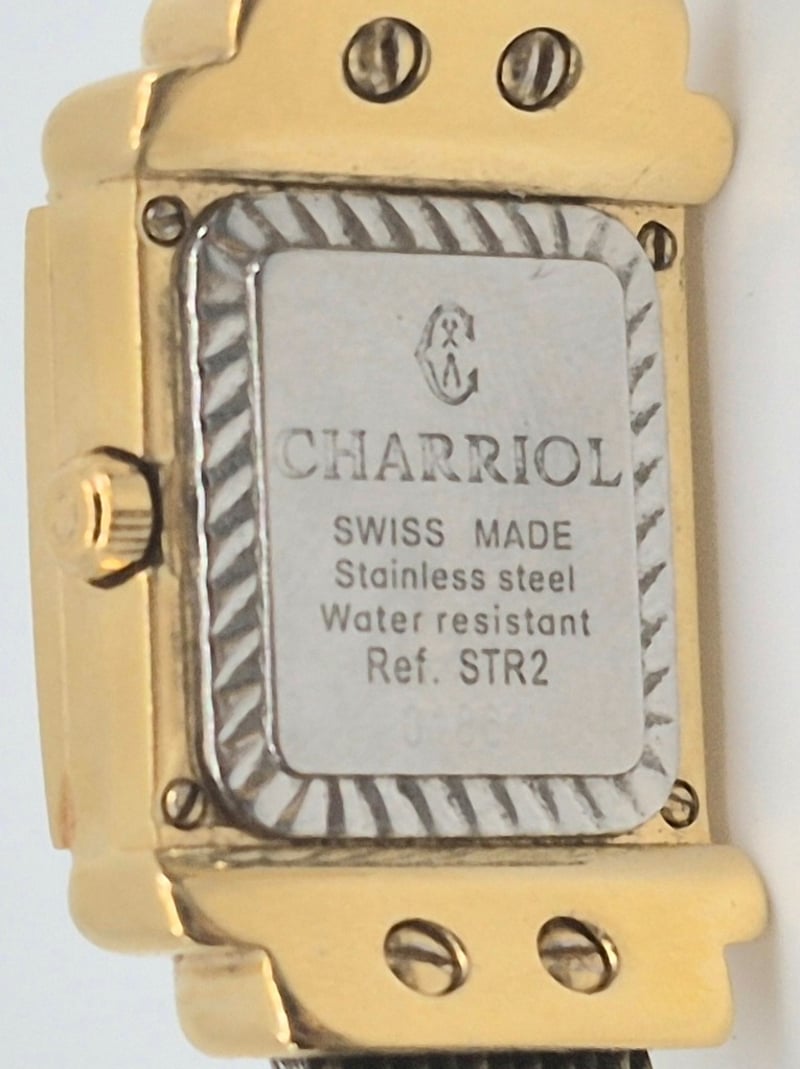 CHARRIOL
SWISS MADE
Stainless steel
Water resistant
Ref. STR2